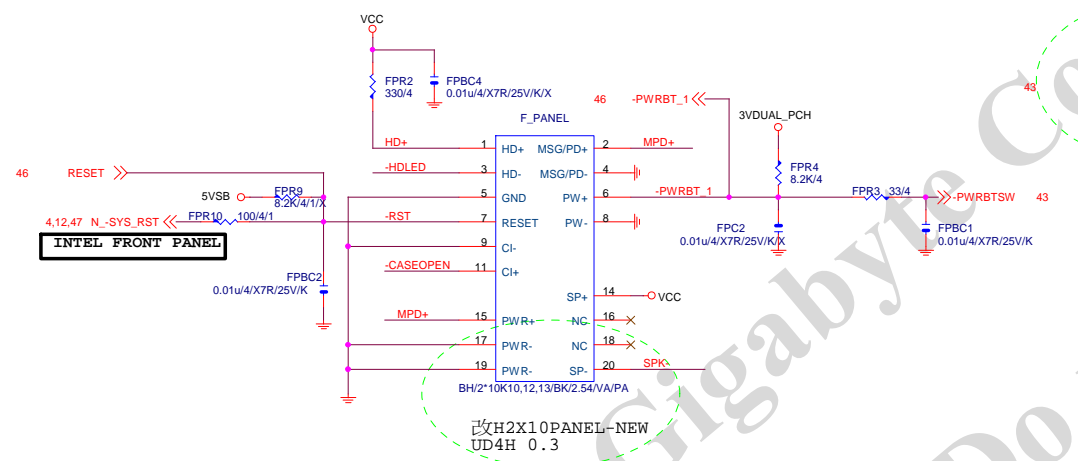 VCC
FPR2
330/4
FPBC4
0.01u/4/X7R/25V/K/X
46 -PWRBT_1
43
3VDUAL_PCH
F_PANEL
HD+ 1 HD+ MSG/PD+ 2 MPD+
-HDLED 3 HD- MSG/PD- 4
FPR4
8.2K/4
46 RESET
5VSB FPR9
8.2K/4/1/X
5 GND PW+ 6 -PWRBT_1
FPR3 33/4
-PWRBTSW 43
4,12,47 N_-SYS_RST FPR10 100/4/1
-RST 7 RESET PW- 8
INTEL FRONT PANEL
FPC2
0.01u/4/X7R/25V/K/X
FPBC1
0.01u/4/X7R/25V/K
9 CI-
-CASEOPEN 11 CI+
FPBC2
0.01u/4/X7R/25V/K
SP+ 14 VCC
MPD+ 15 PWR+ NC 16
17 PWR- NC 18
19 PWR- SP- 20 SPK-
BH/2*10K10,12,13/BK/2.54/VA/PA
改H2X10PANEL-NEW
UD4H 0.3
Gigabyte Co
Do